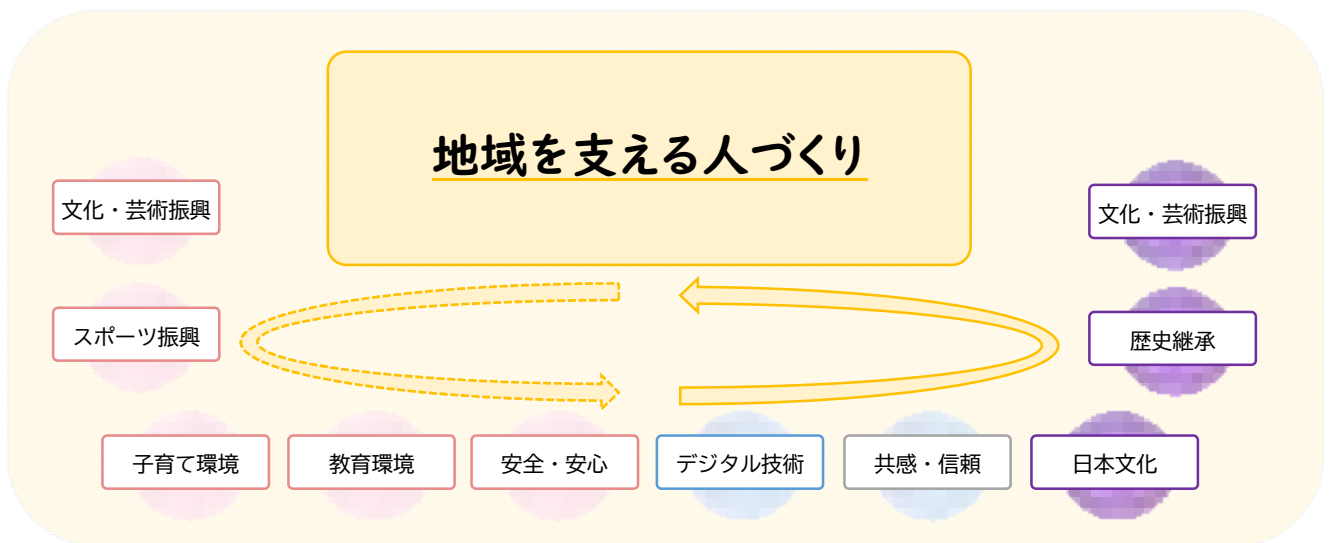 地域を支える人づくり
文化・芸術振興
文化・芸術振興
スポーツ振興
歴史継承
子育て環境
教育環境
安全・安心
デジタル技術
共感・信頼
日本文化